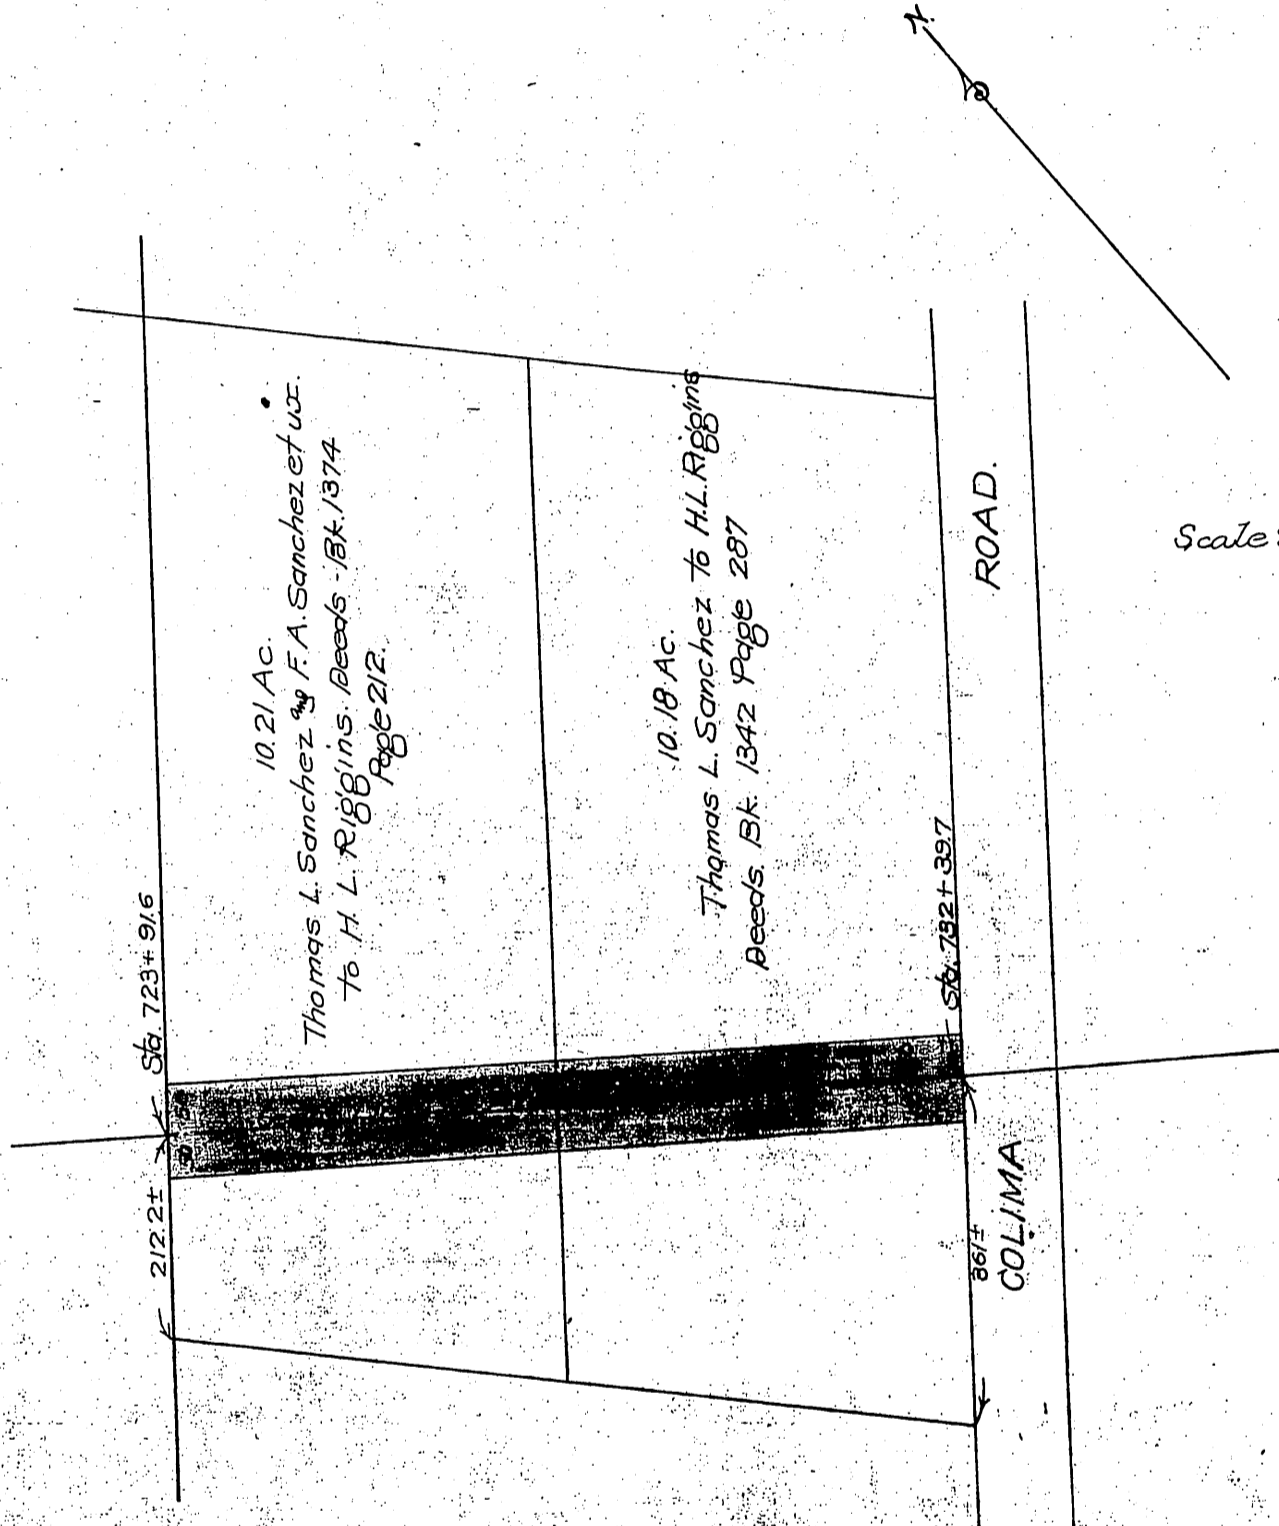 N.
Scale:
10.21 Ac.
Thomas L. Sanchez and F. A. Sanchez et ux.
to H. L. Riggins. Deeds - Bk. 1374
Page 212.
10.18 Ac.
Thomas L. Sanchez to H.L. Riggins
Deeds. Bk. 1342 Page 287
ROAD.
COLIMA
Sta. 723+91.6
212.2±
Sta. 732+39.7
361±